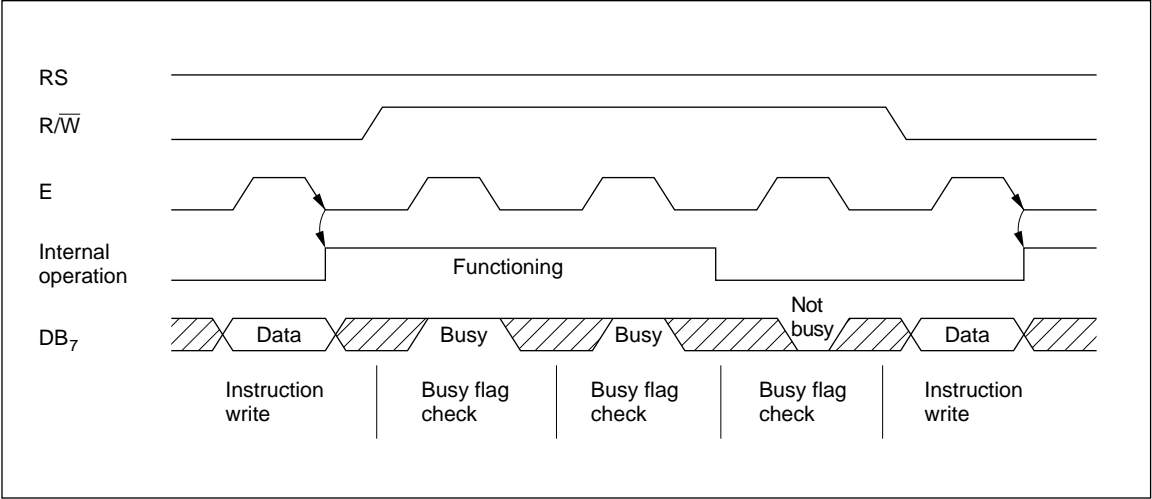 RS
R/W̅
E
Internal
operation
Functioning
DB₇
Data
Busy
Busy
Not
busy
Data
Instruction
write
Busy flag
check
Busy flag
check
Busy flag
check
Instruction
write